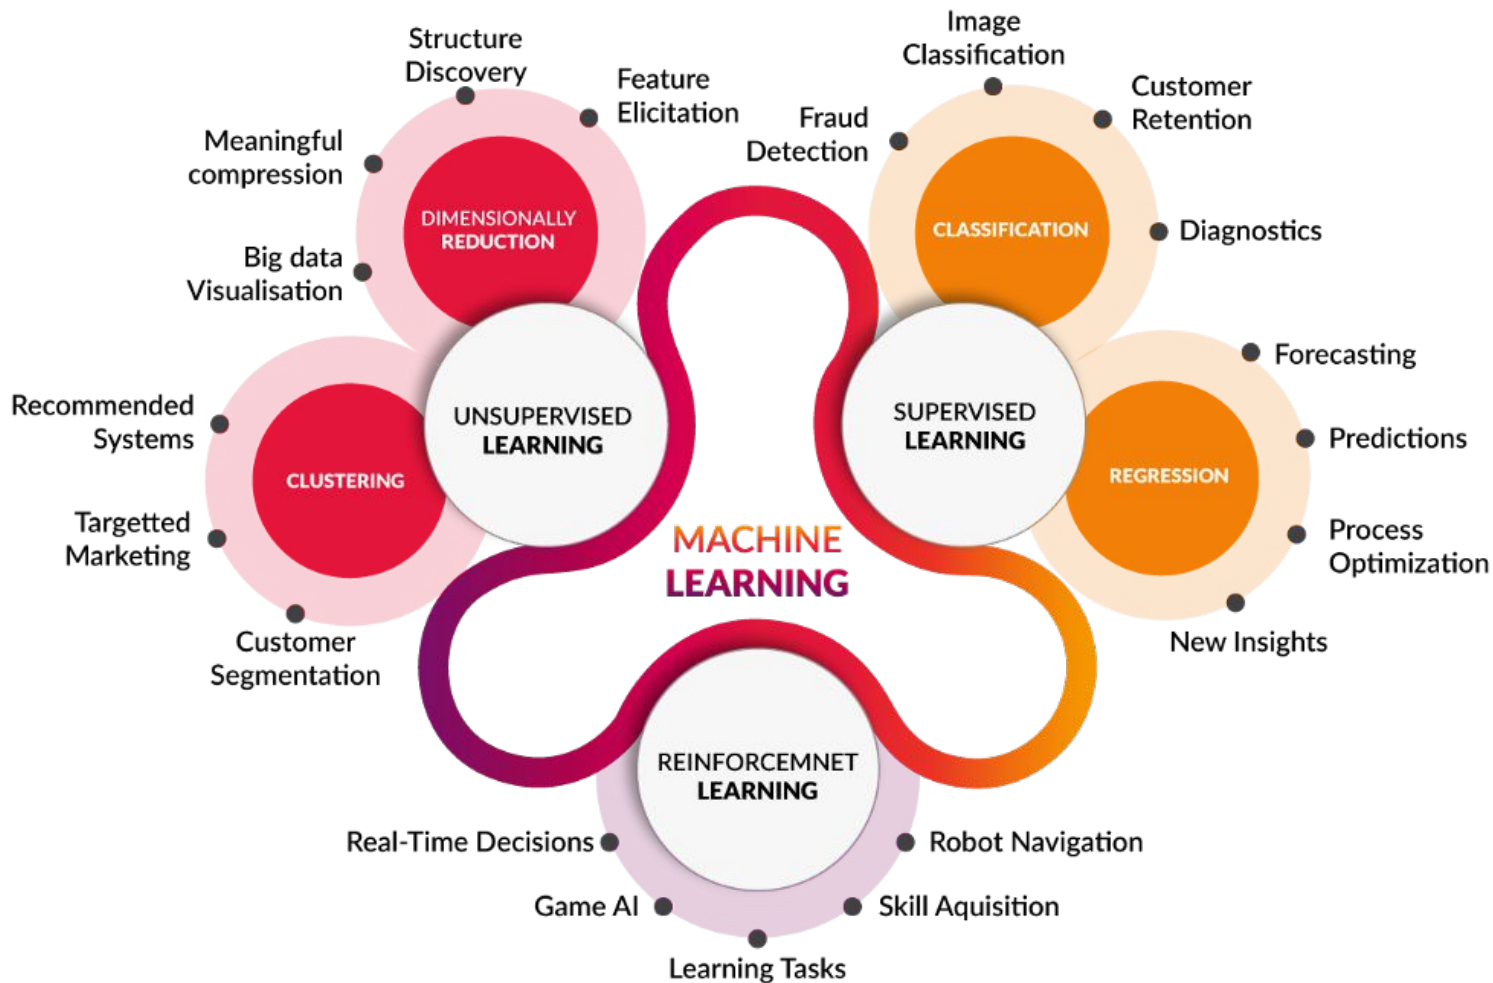 Structure
Discovery
Feature
Elicitation
Meaningful
compression
Big data
Visualisation
DIMENSIONALLY
REDUCTION
Recommended
Systems
Targetted
Marketing
Customer
Segmentation
CLUSTERING
UNSUPERVISED
LEARNING
Image
Classification
Customer
Retention
Fraud
Detection
Diagnostics
CLASSIFICATION
SUPERVISED
LEARNING
Forecasting
Predictions
Process
Optimization
New Insights
REGRESSION
MACHINE
LEARNING
REINFORCEMNET
LEARNING
Real-Time Decisions
Game AI
Learning Tasks
Skill Aquisition
Robot Navigation